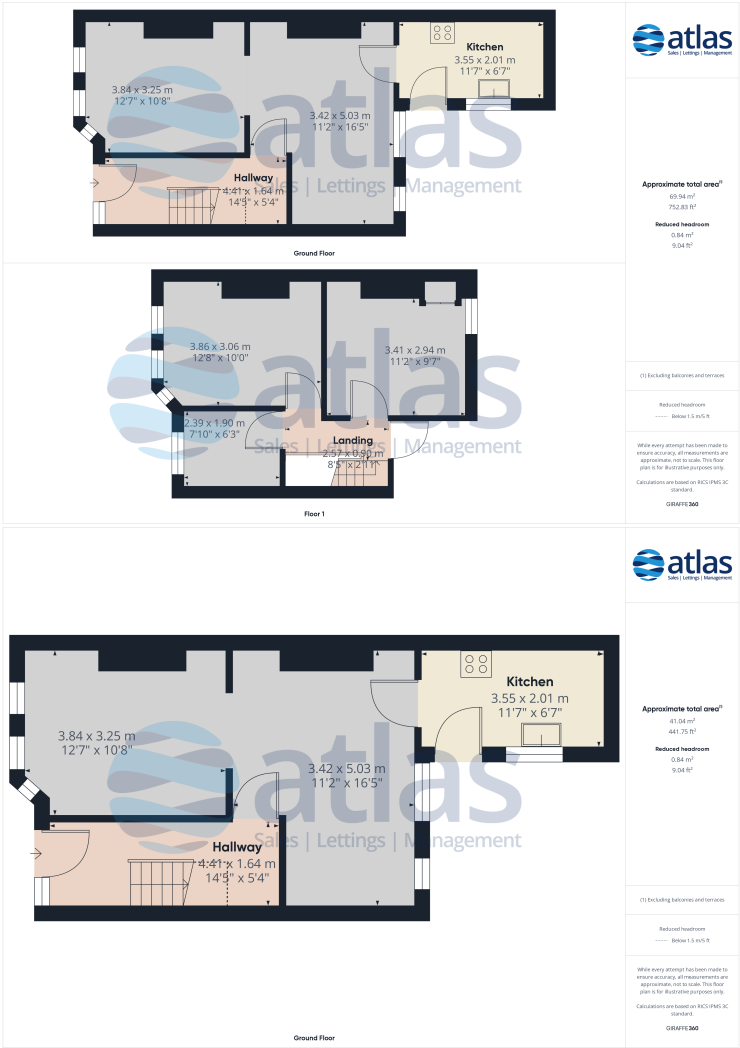 3.84 x 3.25 m
12'7" x 10'8"
3.42 x 5.03 m
11'2" x 16'5"
Kitchen
3.55 x 2.01 m
11'7" x 6'7"
Hallway
4.41 x 1.64 m
14'5" x 5'4"
atlas
Sales | Lettings | Management
Ground Floor
atlas
Sales | Lettings | Management
Approximate total area(1)
69.94 m²
752.83 ft²
Reduced headroom
0.84 m²
9.04 ft²
3.86 x 3.06 m
12'8" x 10'0"
3.41 x 2.94 m
11'2" x 9'7"
2.39 x 1.90 m
7'10" x 6'3"
Landing
2.57 x 0.90 m
8'5" x 2'11"
atlas
Sales | Lettings | Management
Floor 1
(1) Excluding balconies and terraces
Reduced headroom
Below 1.5 m/5 ft
While every attempt has been made to
ensure accuracy, all measurements are
approximate, not to scale. This floor
plan is for illustrative purposes only.
Calculations are based on RICS IPMS 3C
standard.
GIRAFFE360
3.84 x 3.25 m
12'7" x 10'8"
3.42 x 5.03 m
11'2" x 16'5"
Kitchen
3.55 x 2.01 m
11'7" x 6'7"
Hallway
4.41 x 1.64 m
14'5" x 5'4"
atlas
Sales | Lettings | Management
Ground Floor
atlas
Sales | Lettings | Management
Approximate total area(1)
41.04 m²
441.75 ft²
Reduced headroom
0.84 m²
9.04 ft²
(1) Excluding balconies and terraces
Reduced headroom
Below 1.5 m/5 ft
While every attempt has been made to
ensure accuracy, all measurements are
approximate, not to scale. This floor
plan is for illustrative purposes only.
Calculations are based on RICS IPMS 3C
standard.
GIRAFFE360